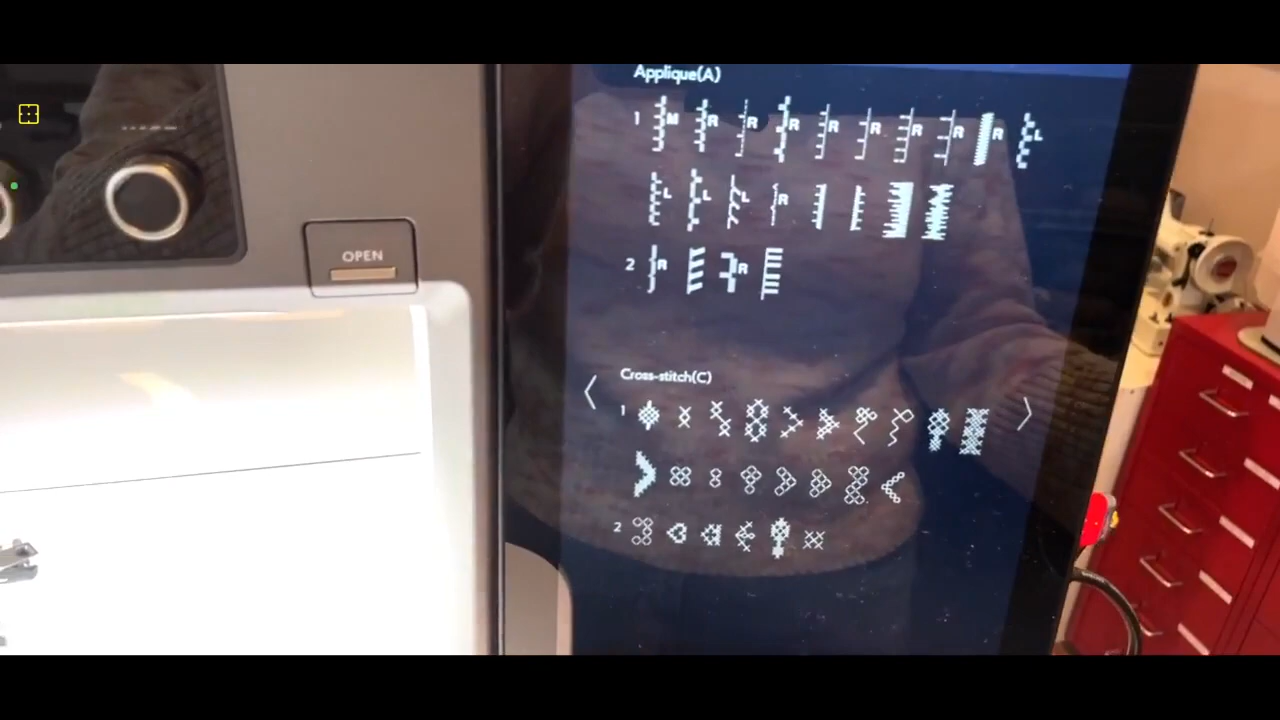 OPEN
Applique(A)
1 M R R R R R R R R L
L L L R
2 R R
Cross-stitch(C)
1
2